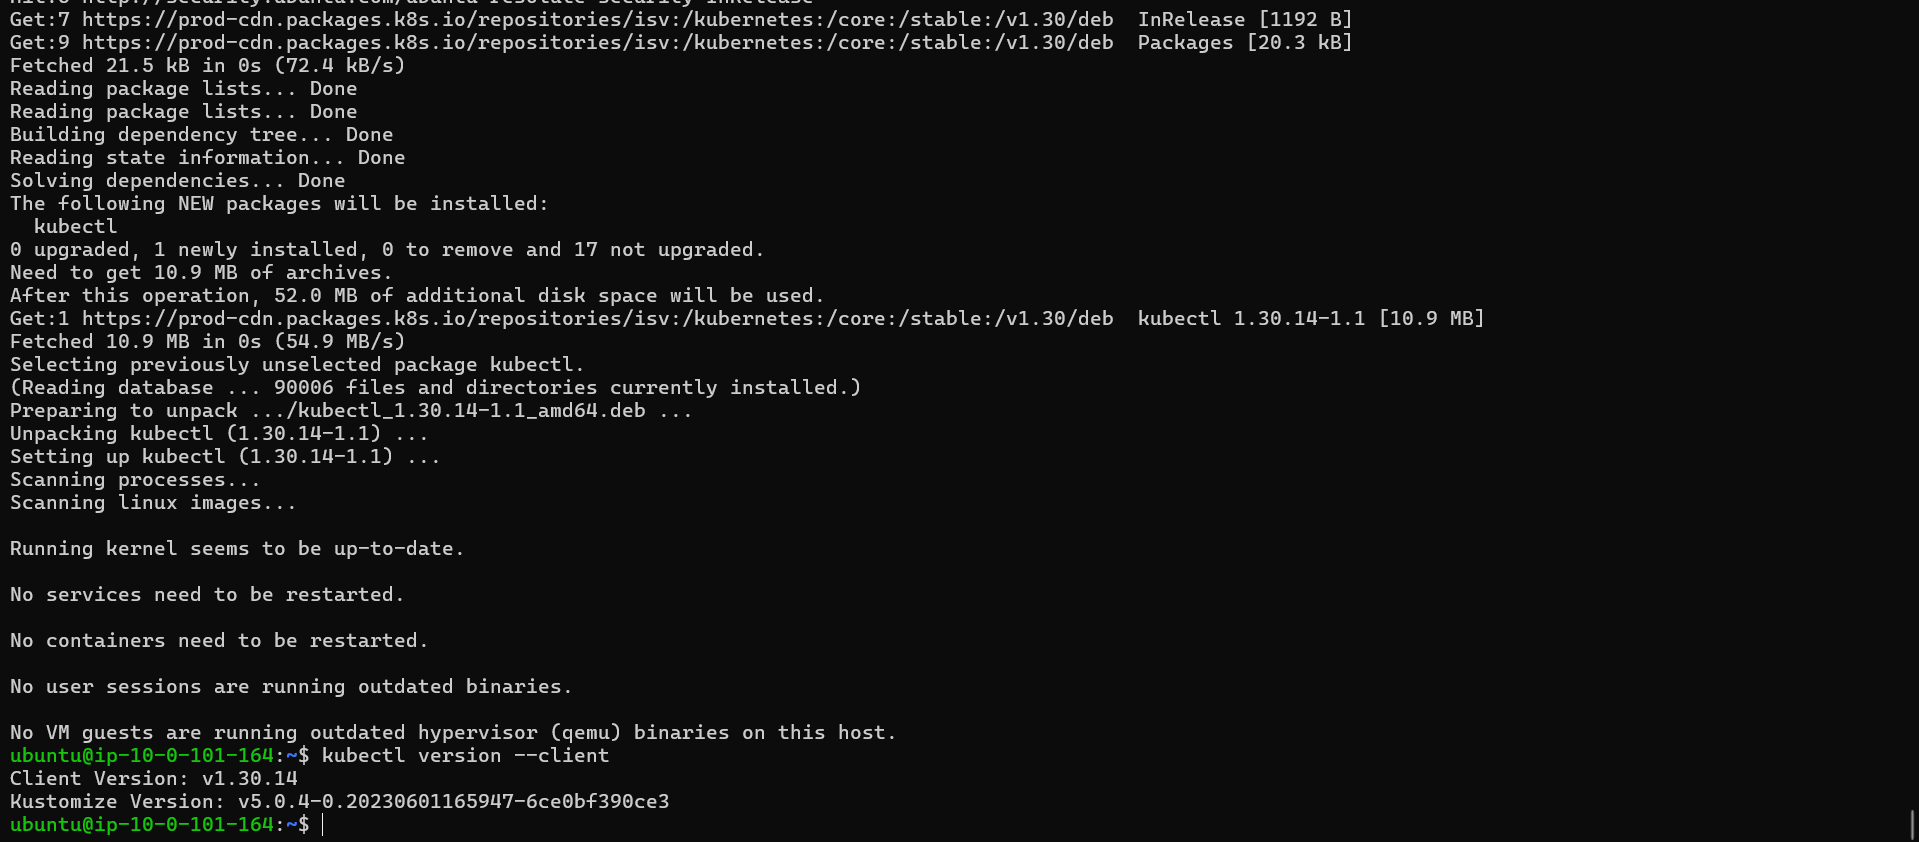 Get:7 https://prod-cdn.packages.k8s.io/repositories/isv:/kubernetes:/core:/stable:/v1.30/deb  InRelease [1192 B]
Get:9 https://prod-cdn.packages.k8s.io/repositories/isv:/kubernetes:/core:/stable:/v1.30/deb  Packages [20.3 kB]
Fetched 21.5 kB in 0s (72.4 kB/s)
Reading package lists... Done
Reading package lists... Done
Building dependency tree... Done
Reading state information... Done
Solving dependencies... Done
The following NEW packages will be installed:
  kubectl
0 upgraded, 1 newly installed, 0 to remove and 17 not upgraded.
Need to get 10.9 MB of archives.
After this operation, 52.0 MB of additional disk space will be used.
Get:1 https://prod-cdn.packages.k8s.io/repositories/isv:/kubernetes:/core:/stable:/v1.30/deb  kubectl 1.30.14-1.1 [10.9 MB]
Fetched 10.9 MB in 0s (54.9 MB/s)
Selecting previously unselected package kubectl.
(Reading database ... 90006 files and directories currently installed.)
Preparing to unpack .../kubectl_1.30.14-1.1_amd64.deb ...
Unpacking kubectl (1.30.14-1.1) ...
Setting up kubectl (1.30.14-1.1) ...
Scanning processes...
Scanning linux images...
Running kernel seems to be up-to-date.
No services need to be restarted.
No containers need to be restarted.
No user sessions are running outdated binaries.
No VM guests are running outdated hypervisor (qemu) binaries on this host.
ubuntu@ip-10-0-101-164:~$ kubectl version --client
Client Version: v1.30.14
Kustomize Version: v5.0.4-0.20230601165947-6ce0bf390ce3
ubuntu@ip-10-0-101-164:~$